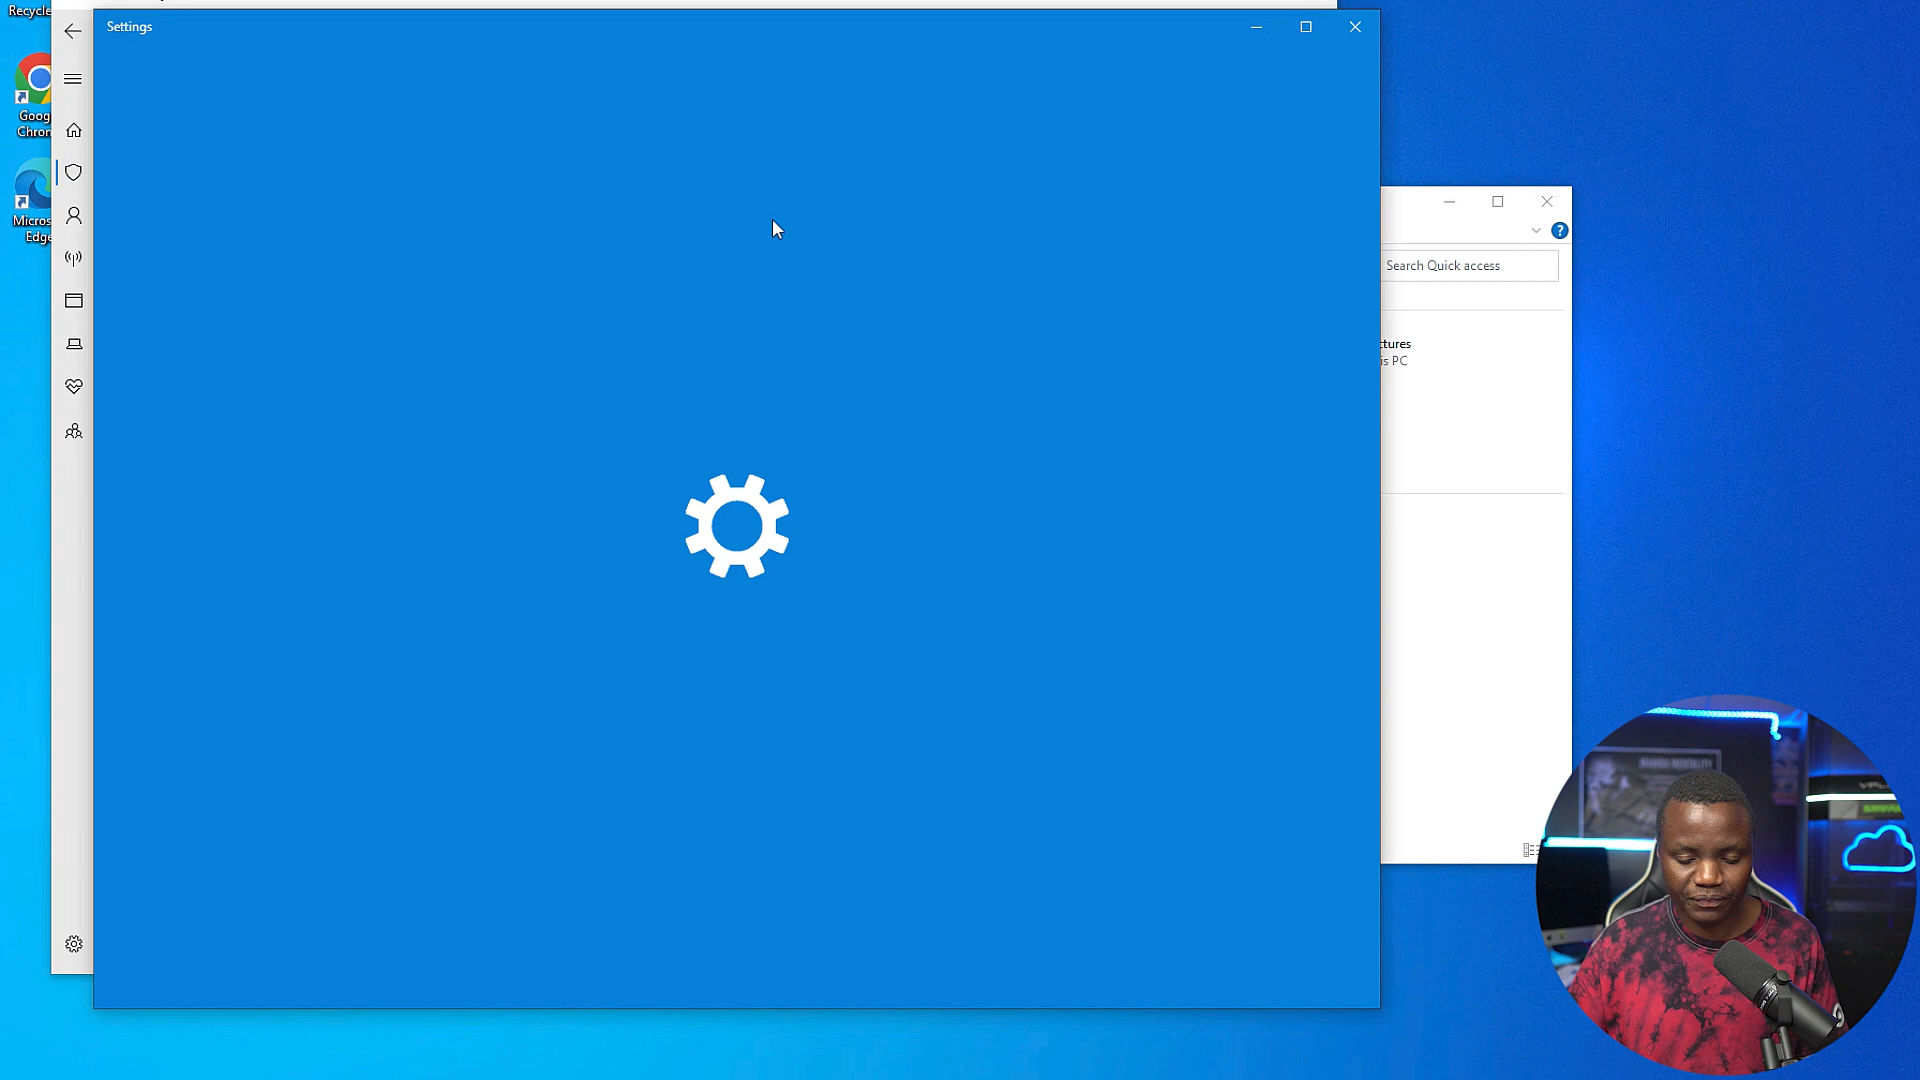 Recycle
Settings
Goog
Chron
Micros
Edge
Search Quick access
ctures
is PC